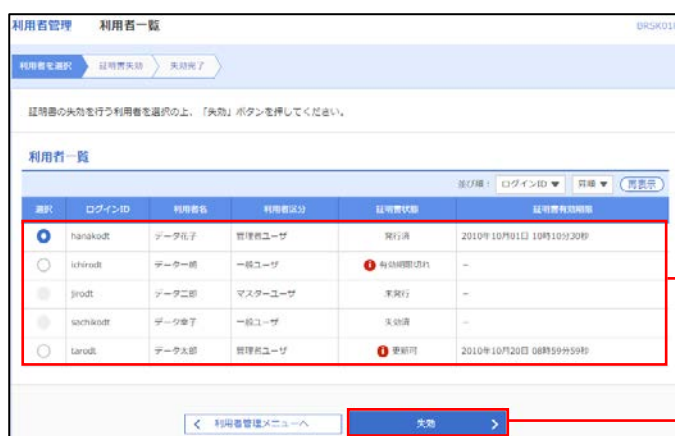 利用者管理　利用者一覧 BRSK010
利用者を選択 証明書失効 失効完了
証明書の失効を行う利用者を選択の上、「失効」ボタンを押してください。
利用者一覧
並び順： ログインID 昇順 再表示
選択 ログインID 利用者名 利用者区分 証明書状態 証明書有効期限
hanakodt データ花子 管理者ユーザ 発行済 2010年10月01日 10時10分30秒
ichirodt データ一郎 一般ユーザ 有効期限切れ －
jirodt データ二郎 マスターユーザ 未発行 －
sachikodt データ幸子 一般ユーザ 失効済 －
tarodt データ太郎 管理者ユーザ 更新可 2010年10月20日 08時59分59秒
利用者管理メニューへ 失効